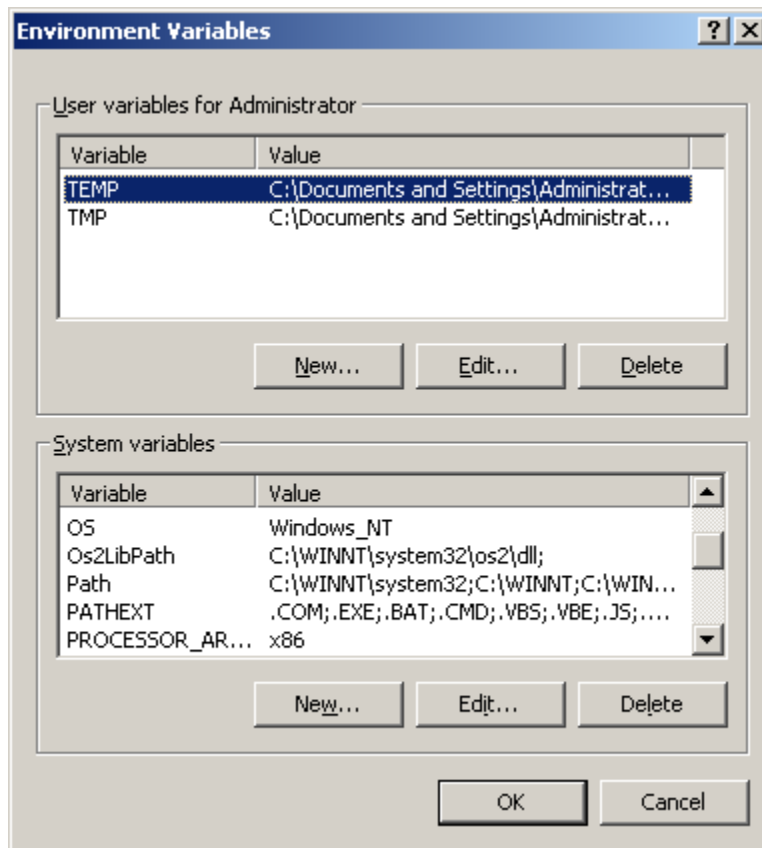 Environment Variables
User variables for Administrator
Variable Value
TEMP C:\Documents and Settings\Administrat...
TMP C:\Documents and Settings\Administrat...
New... Edit... Delete
System variables
Variable Value
OS Windows_NT
Os2LibPath C:\WINNT\system32\os2\dll;
Path C:\WINNT\system32;C:\WINNT;C:\WIN...
PATHEXT .COM;.EXE;.BAT;.CMD;.VBS;.VBE;.JS;....
PROCESSOR_AR... x86
New... Edit... Delete
OK Cancel